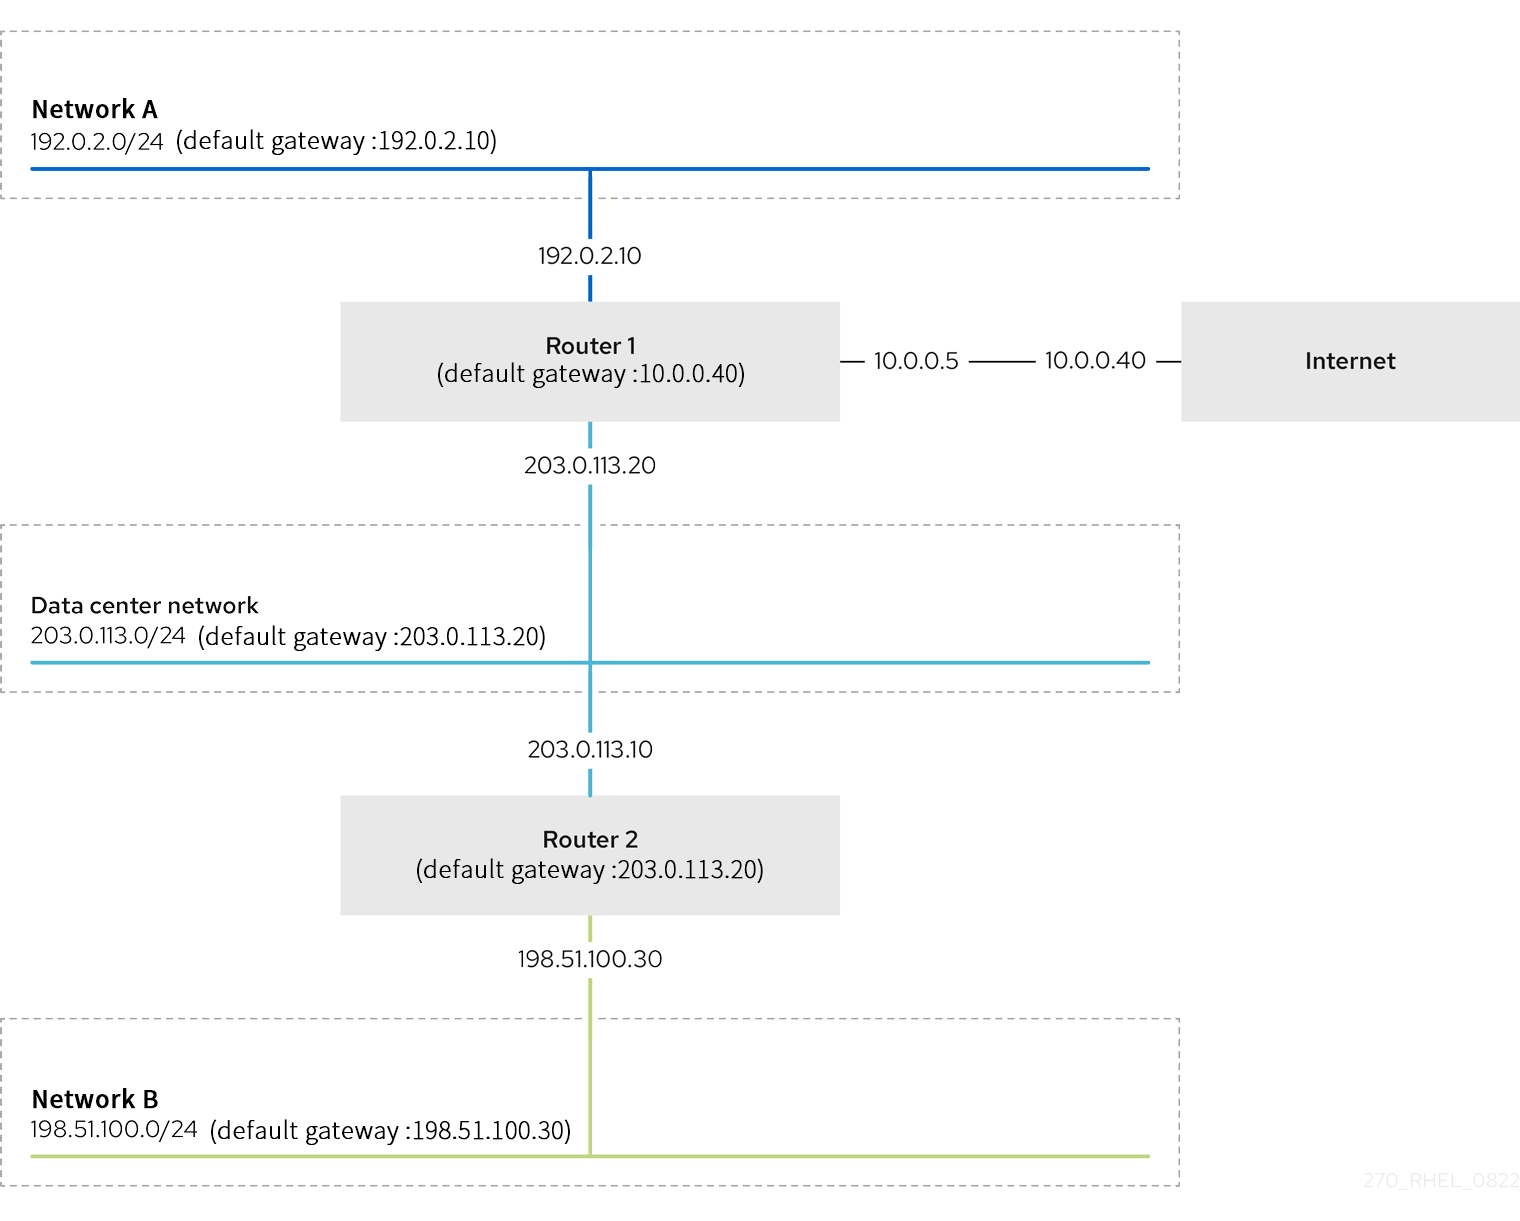 Network A
192.0.2.0/24 (default gateway :192.0.2.10)
192.0.2.10
Router 1
(default gateway :10.0.0.40)
10.0.0.5
10.0.0.40
Internet
203.0.113.20
Data center network
203.0.113.0/24 (default gateway :203.0.113.20)
203.0.113.10
Router 2
(default gateway :203.0.113.20)
198.51.100.30
Network B
198.51.100.0/24 (default gateway :198.51.100.30)
270_RHEL_0822